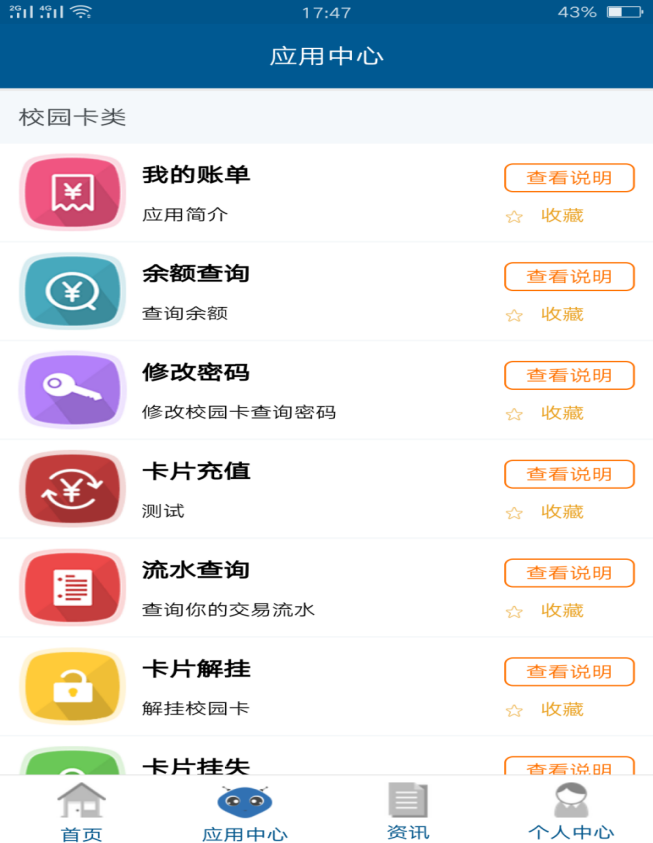 2G 4G 17:47 43%
应用中心
校园卡类
我的账单 查看说明
应用简介 收藏
余额查询 查看说明
查询余额 收藏
修改密码 查看说明
修改校园卡查询密码 收藏
卡片充值 查看说明
测试 收藏
流水查询 查看说明
查询你的交易流水 收藏
卡片解挂 查看说明
解挂校园卡 收藏
卡片挂失 查看说明
首页 应用中心 资讯 个人中心